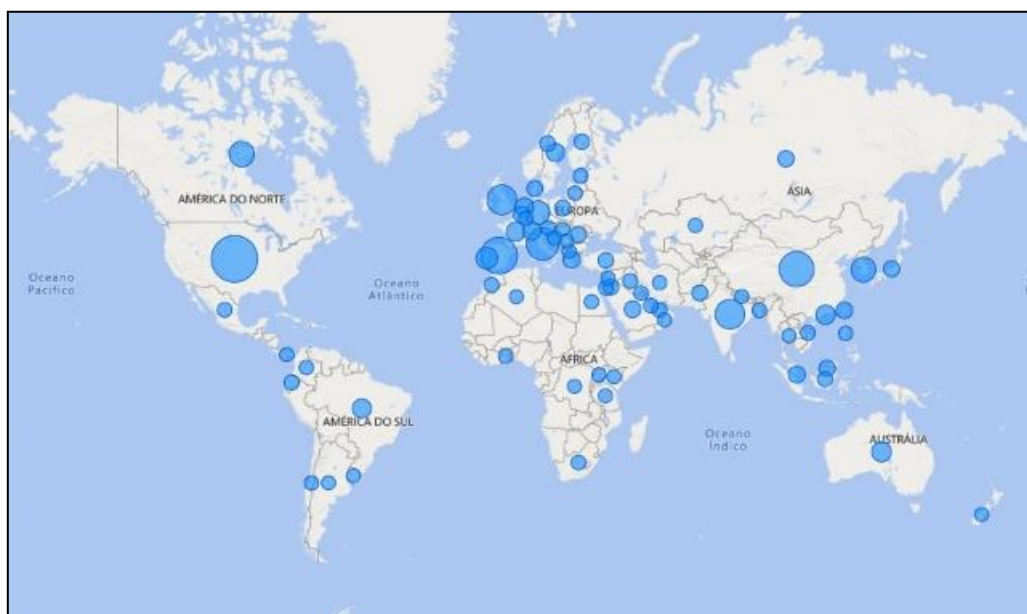 AMÉRICA DO NORTE
ÁSIA
EUROPA
Oceano
Pacífico
Oceano
Atlântico
ÁFRICA
AMÉRICA DO SUL
Oceano
Índico
AUSTRÁLIA